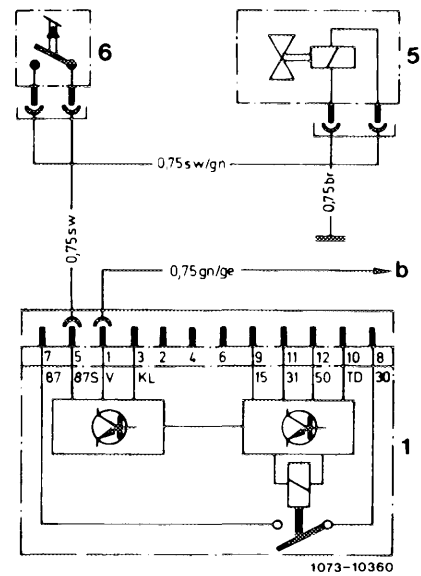 6
5
0,75 sw/gn
0,75 br
0,75 sw
0,75 gn/ge
b
7 5 1 3 2 4 6 9 11 12 10 8
87 87S V KL 15 31 50 TD 30
1
1073-10360